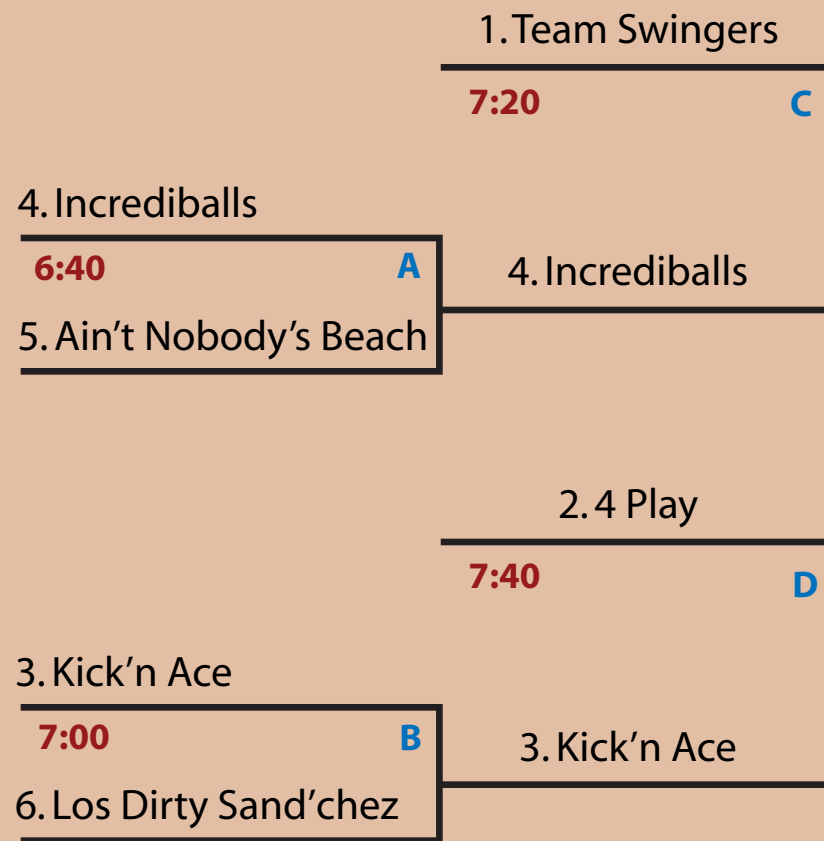 1. Team Swingers
7:20 C
4. Incrediballs
6:40 A
4. Incrediballs
5. Ain’t Nobody’s Beach
2. 4 Play
7:40 D
3. Kick’n Ace
7:00 B
3. Kick’n Ace
6. Los Dirty Sand’chez